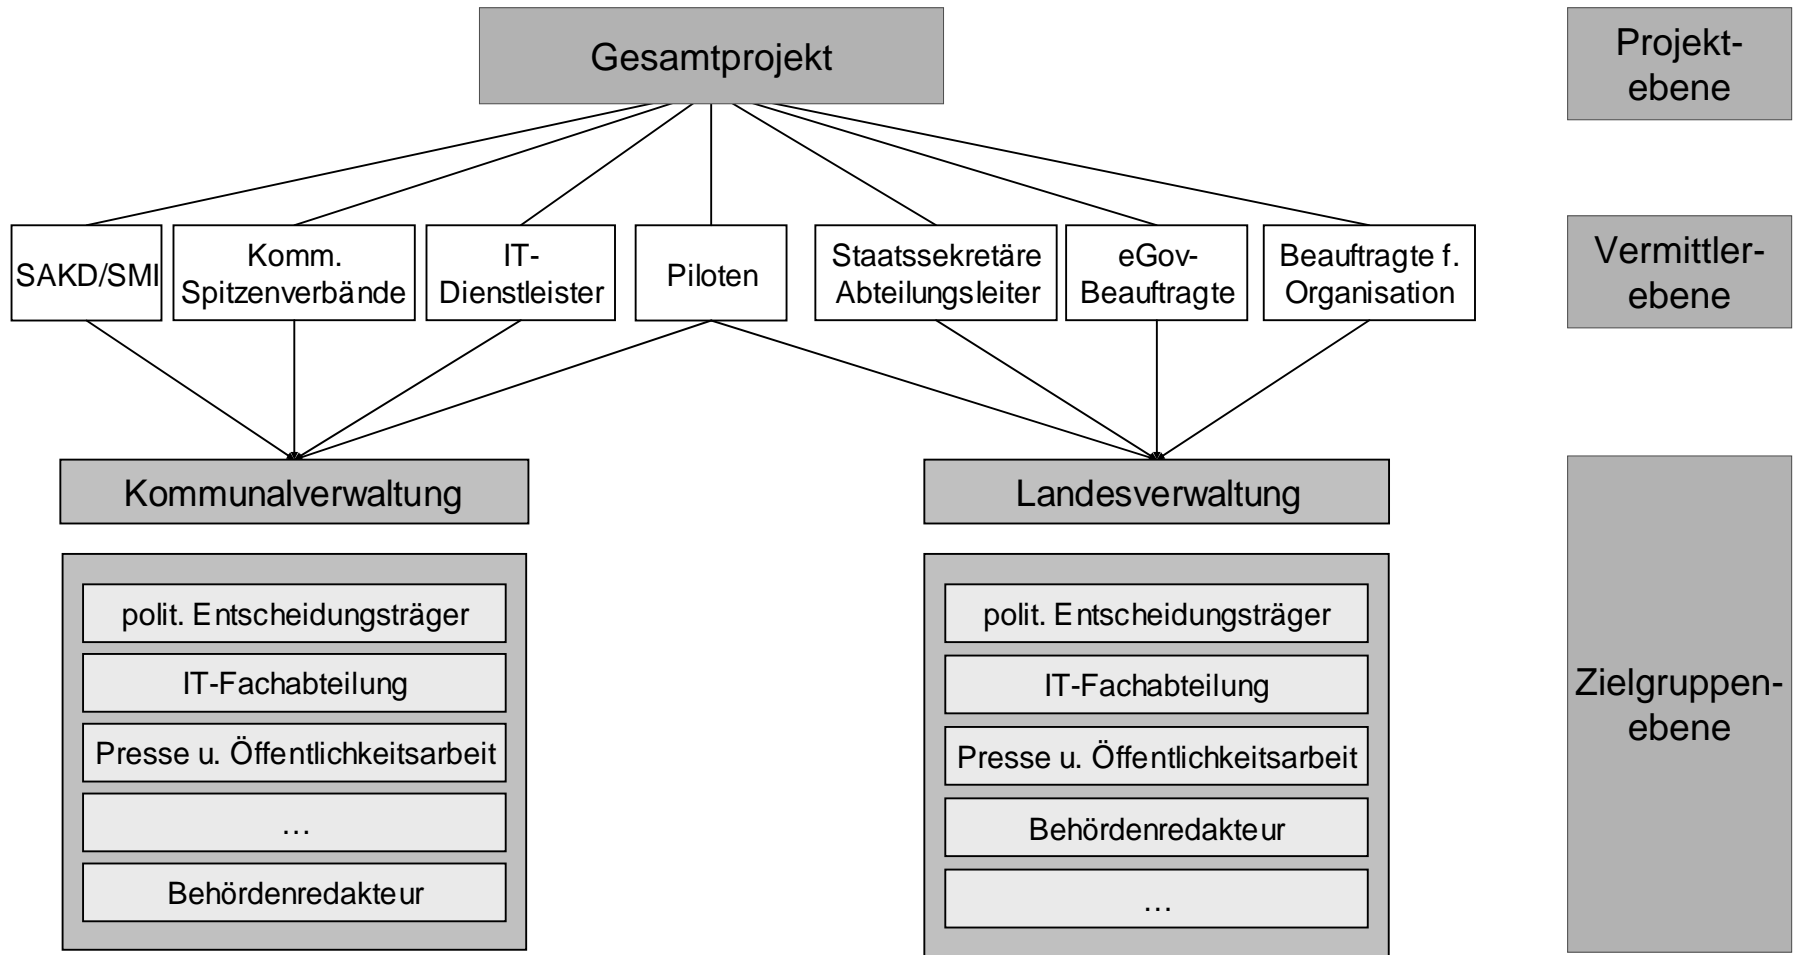 Gesamtprojekt
Projekt-
ebene
SAKD/SMI
Komm.
Spitzenverbände
IT-
Dienstleister
Piloten
Staatssekretäre
Abteilungsleiter
eGov-
Beauftragte
Beauftragte f.
Organisation
Vermittler-
ebene
Kommunalverwaltung
polit. Entscheidungsträger
IT-Fachabteilung
Presse u. Öffentlichkeitsarbeit
…
Behördenredakteur
Landesverwaltung
polit. Entscheidungsträger
IT-Fachabteilung
Presse u. Öffentlichkeitsarbeit
Behördenredakteur
…
Zielgruppen-
ebene